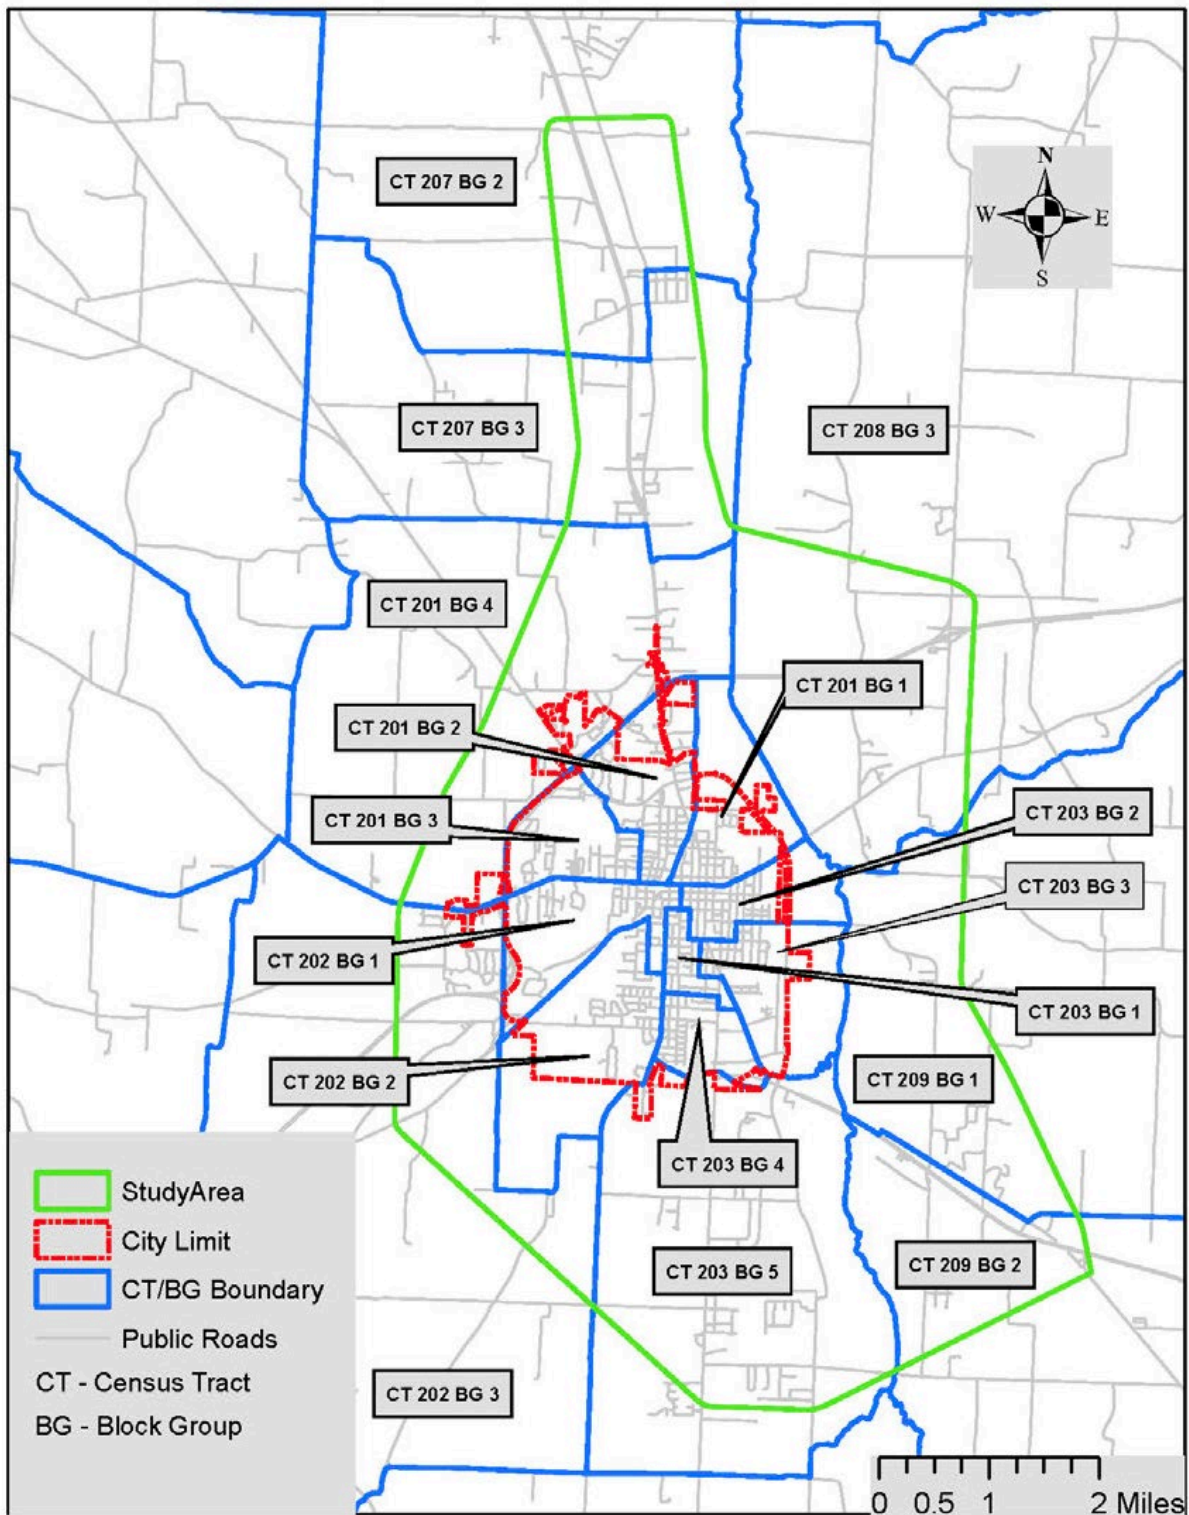 CT 207 BG 2
N
W
E
S
CT 207 BG 3
CT 208 BG 3
CT 201 BG 4
CT 201 BG 1
CT 201 BG 2
CT 201 BG 3
CT 203 BG 2
CT 203 BG 3
CT 202 BG 1
CT 203 BG 1
CT 202 BG 2
CT 209 BG 1
CT 203 BG 4
CT 203 BG 5
CT 209 BG 2
CT 202 BG 3
StudyArea
City Limit
CT/BG Boundary
Public Roads
CT - Census Tract
BG - Block Group
0 0.5 1 2 Miles